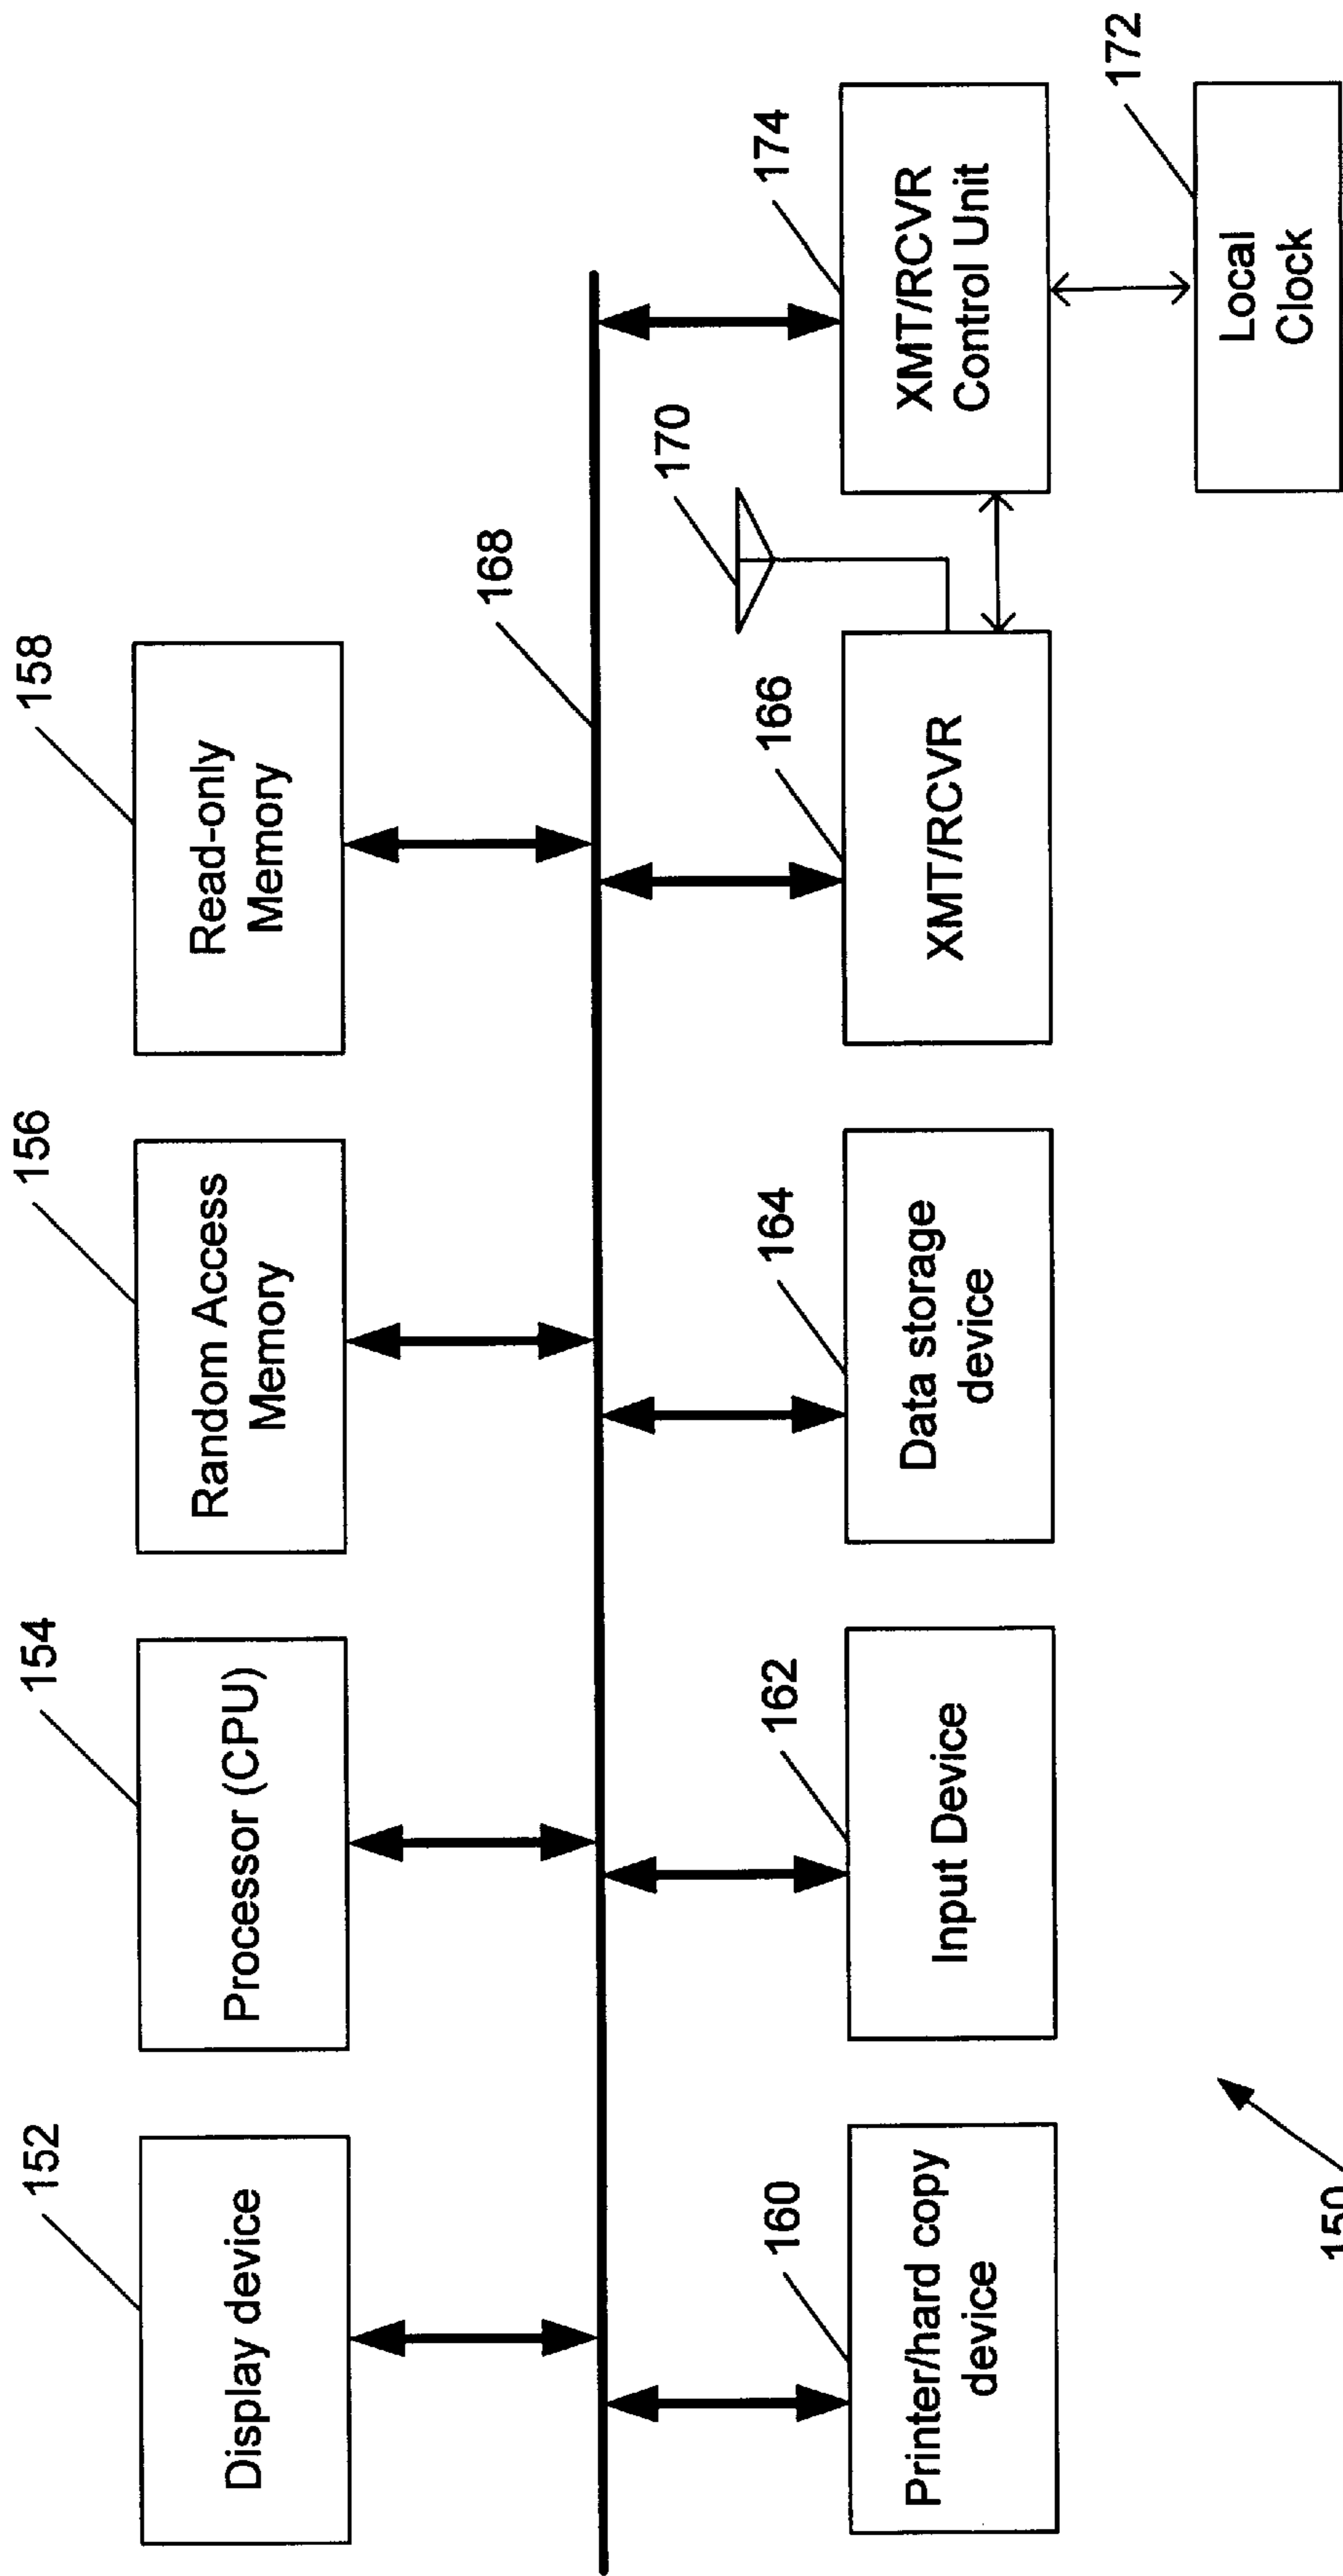 152
Display device
154
Processor (CPU)
156
Random Access
Memory
158
Read-only
Memory
168
160
Printer/hard copy
device
162
Input Device
164
Data storage
device
166
XMT/RCVR
170
174
XMT/RCVR
Control Unit
172
Local
Clock
150